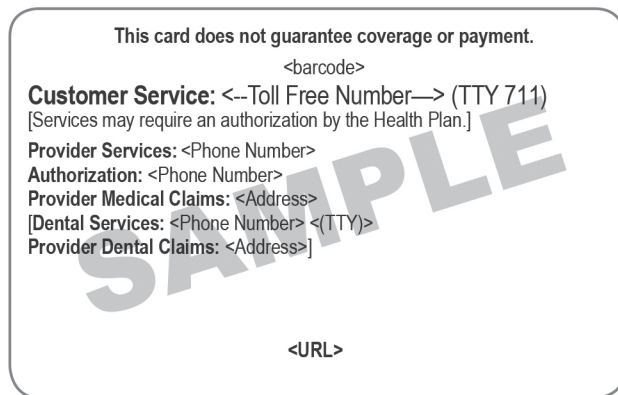 This card does not guarantee coverage or payment.
<barcode>
Customer Service: <--Toll Free Number—> (TTY 711)
[Services may require an authorization by the Health Plan.]
Provider Services: <Phone Number>
Authorization: <Phone Number>
Provider Medical Claims: <Address>
[Dental Services: <Phone Number> <(TTY)>
Provider Dental Claims: <Address>]
SAMPLE
<URL>